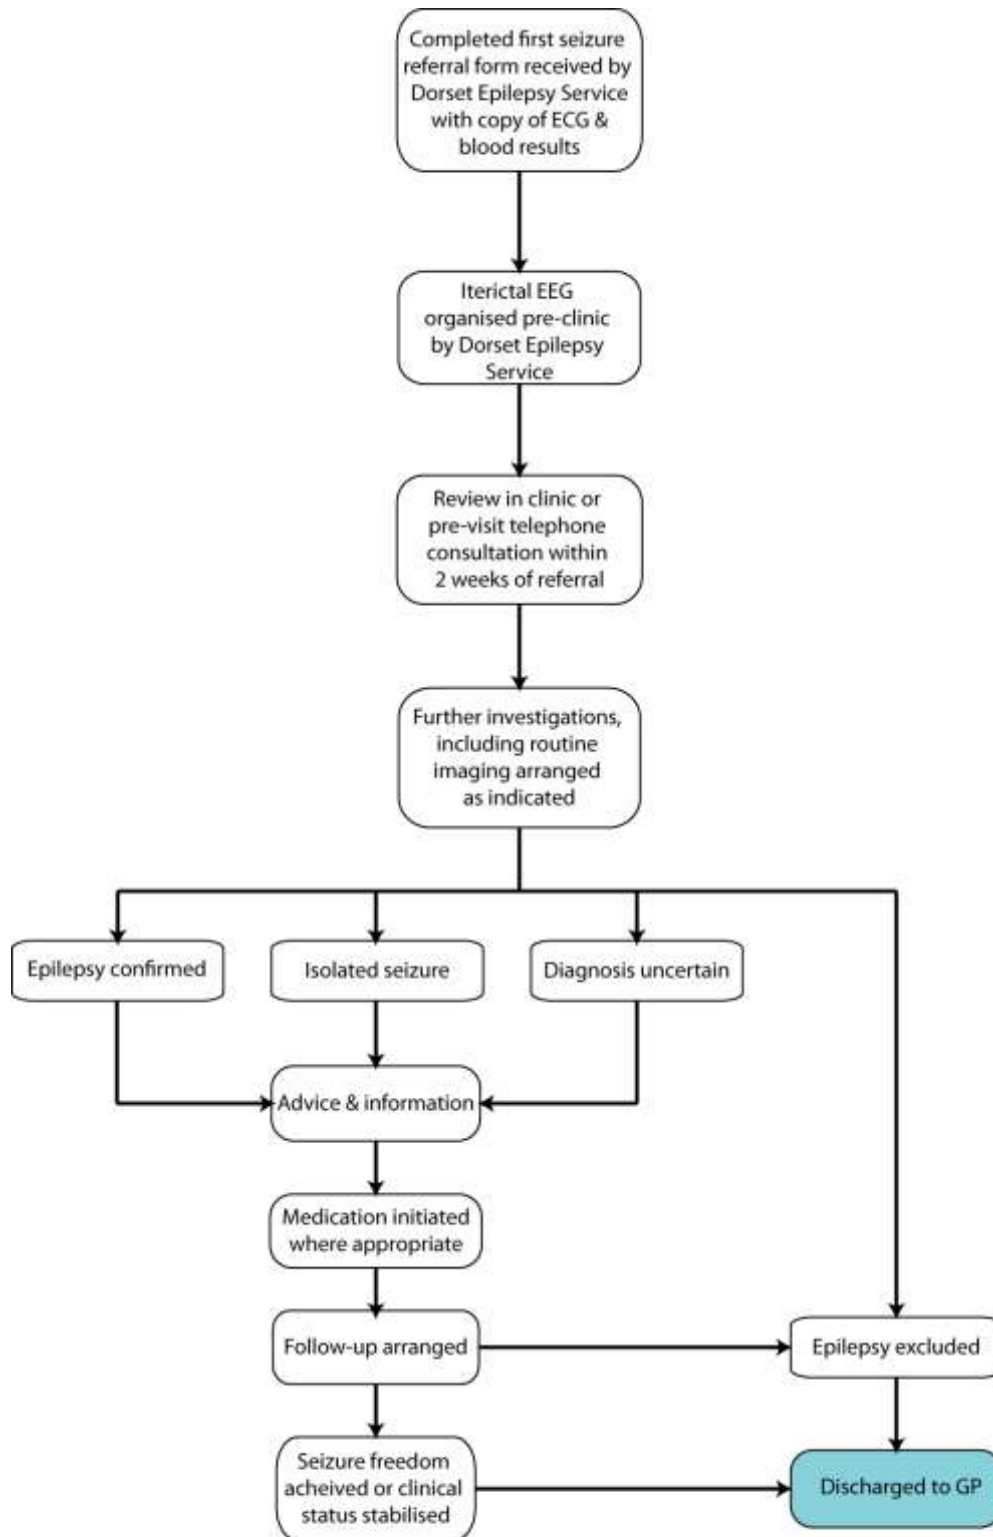 Completed first seizure
referral form received by
Dorset Epilepsy Service
with copy of ECG &
blood results
Iterictal EEG
organised pre-clinic
by Dorset Epilepsy
Service
Review in clinic or
pre-visit telephone
consultation within
2 weeks of referral
Further investigations,
including routine
imaging arranged
as indicated
Epilepsy confirmed
Isolated seizure
Diagnosis uncertain
Advice & information
Medication initiated
where appropriate
Follow-up arranged
Epilepsy excluded
Seizure freedom
acheived or clinical
status stabilised
Discharged to GP